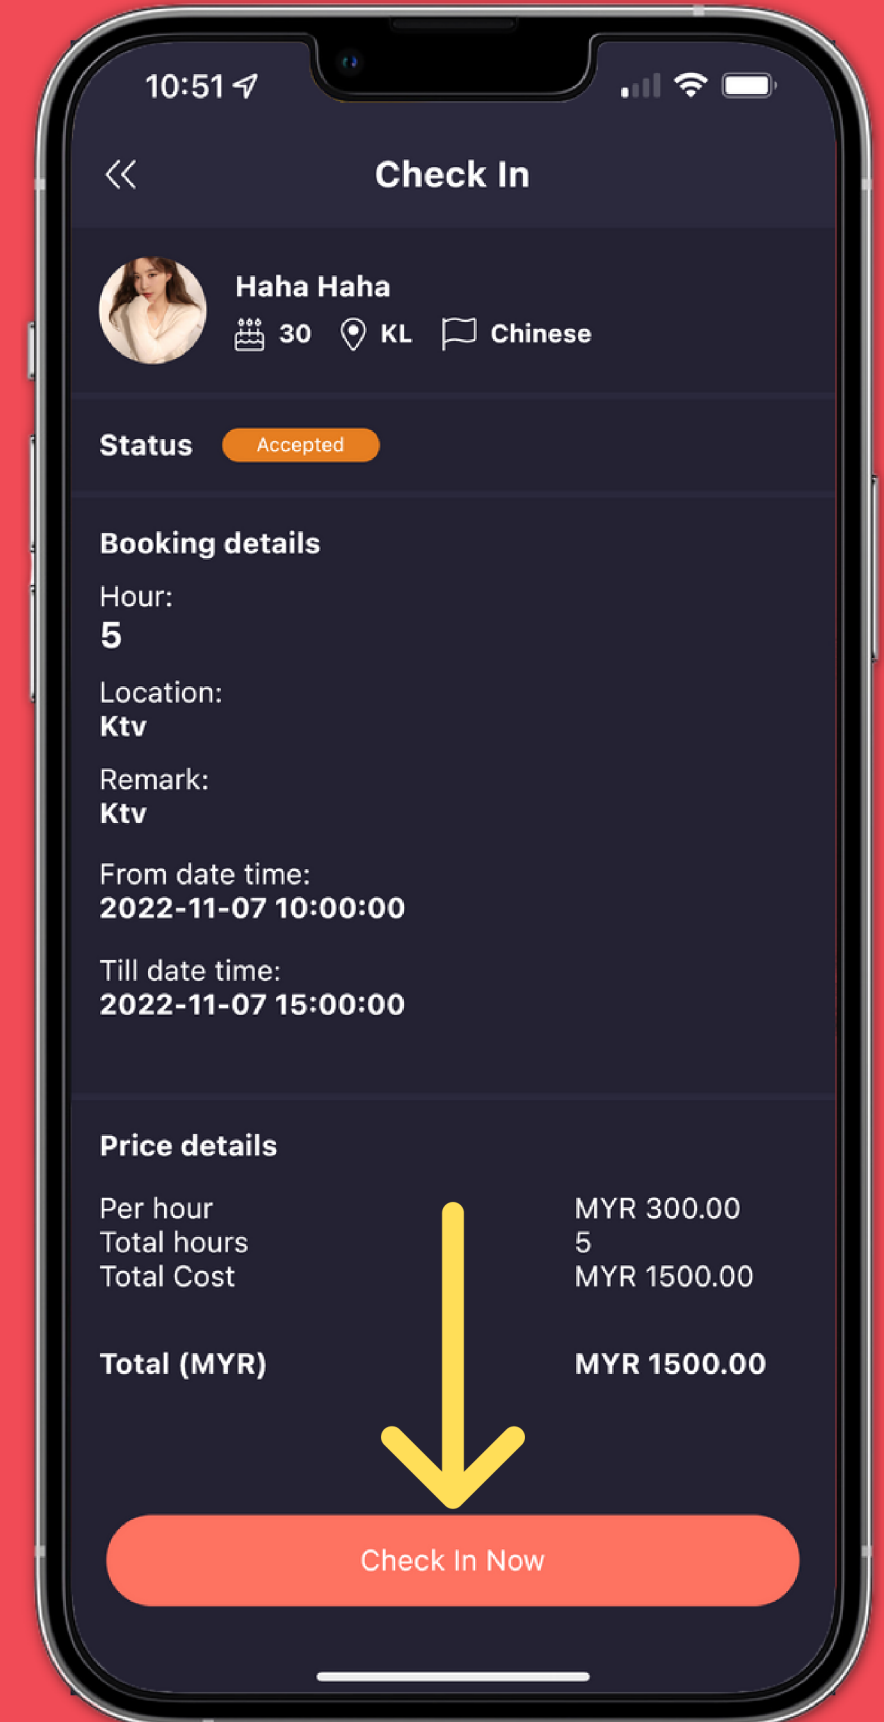 10:51
Check In
Haha Haha
30 KL Chinese
Status Accepted
Booking details
Hour:
5
Location:
Ktv
Remark:
Ktv
From date time:
2022-11-07 10:00:00
Till date time:
2022-11-07 15:00:00
Price details
Per hour MYR 300.00
Total hours 5
Total Cost MYR 1500.00
Total (MYR) MYR 1500.00
Check In Now